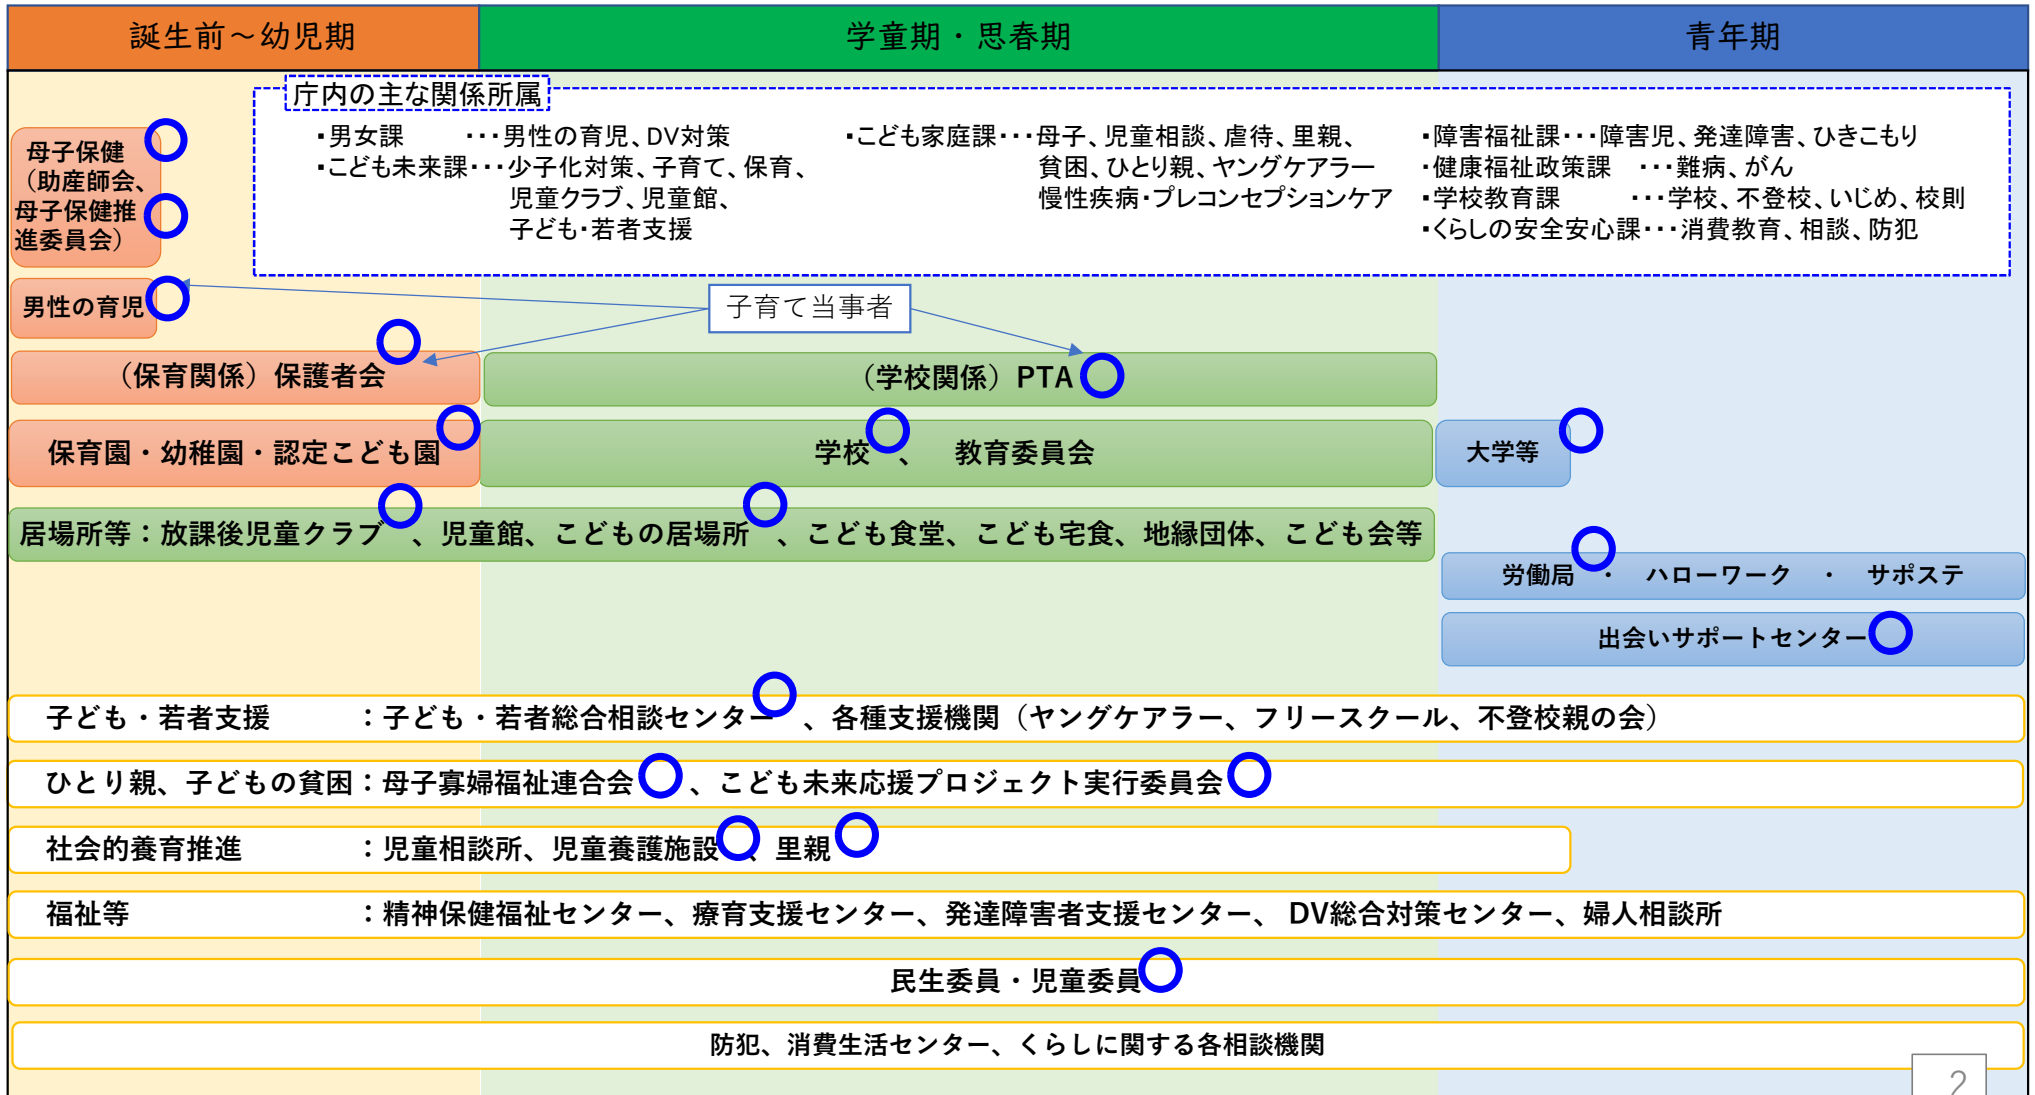 誕生前～幼児期
学童期・思春期
青年期
庁内の主な関係所属
▪男女課　　･･･男性の育児、DV対策
▪こども未来課･･･少子化対策、子育て、保育、
児童クラブ、児童館、
子ども･若者支援
▪こども家庭課･･･母子、児童相談、虐待、里親、
貧困、ひとり親、ヤングケアラー
慢性疾病･プレコンセプションケア
▪障害福祉課･･･障害児、発達障害、ひきこもり
▪健康福祉政策課　･･･難病、がん
▪学校教育課　　　･･･学校、不登校、いじめ、校則
▪くらしの安全安心課･･･消費教育、相談、防犯
母子保健
（助産師会、
母子保健推
進委員会）
男性の育児
子育て当事者
（保育関係）保護者会
（学校関係）PTA
保育園・幼稚園・認定こども園
学校　、　教育委員会
大学等
居場所等：放課後児童クラブ　、児童館、こどもの居場所　、こども食堂、こども宅食、地縁団体、こども会等
労働局　・　ハローワーク　・　サポステ
出会いサポートセンター
子ども・若者支援　　　：子ども・若者総合相談センター　、各種支援機関（ヤングケアラー、フリースクール、不登校親の会）
ひとり親、子どもの貧困：母子寡婦福祉連合会　　、こども未来応援プロジェクト実行委員会
社会的養育推進　　　　：児童相談所、児童養護施設　、里親
福祉等　　　　　　　　：精神保健福祉センター、療育支援センター、発達障害者支援センター、 DV総合対策センター、婦人相談所
民生委員・児童委員
防犯、消費生活センター、くらしに関する各相談機関
2